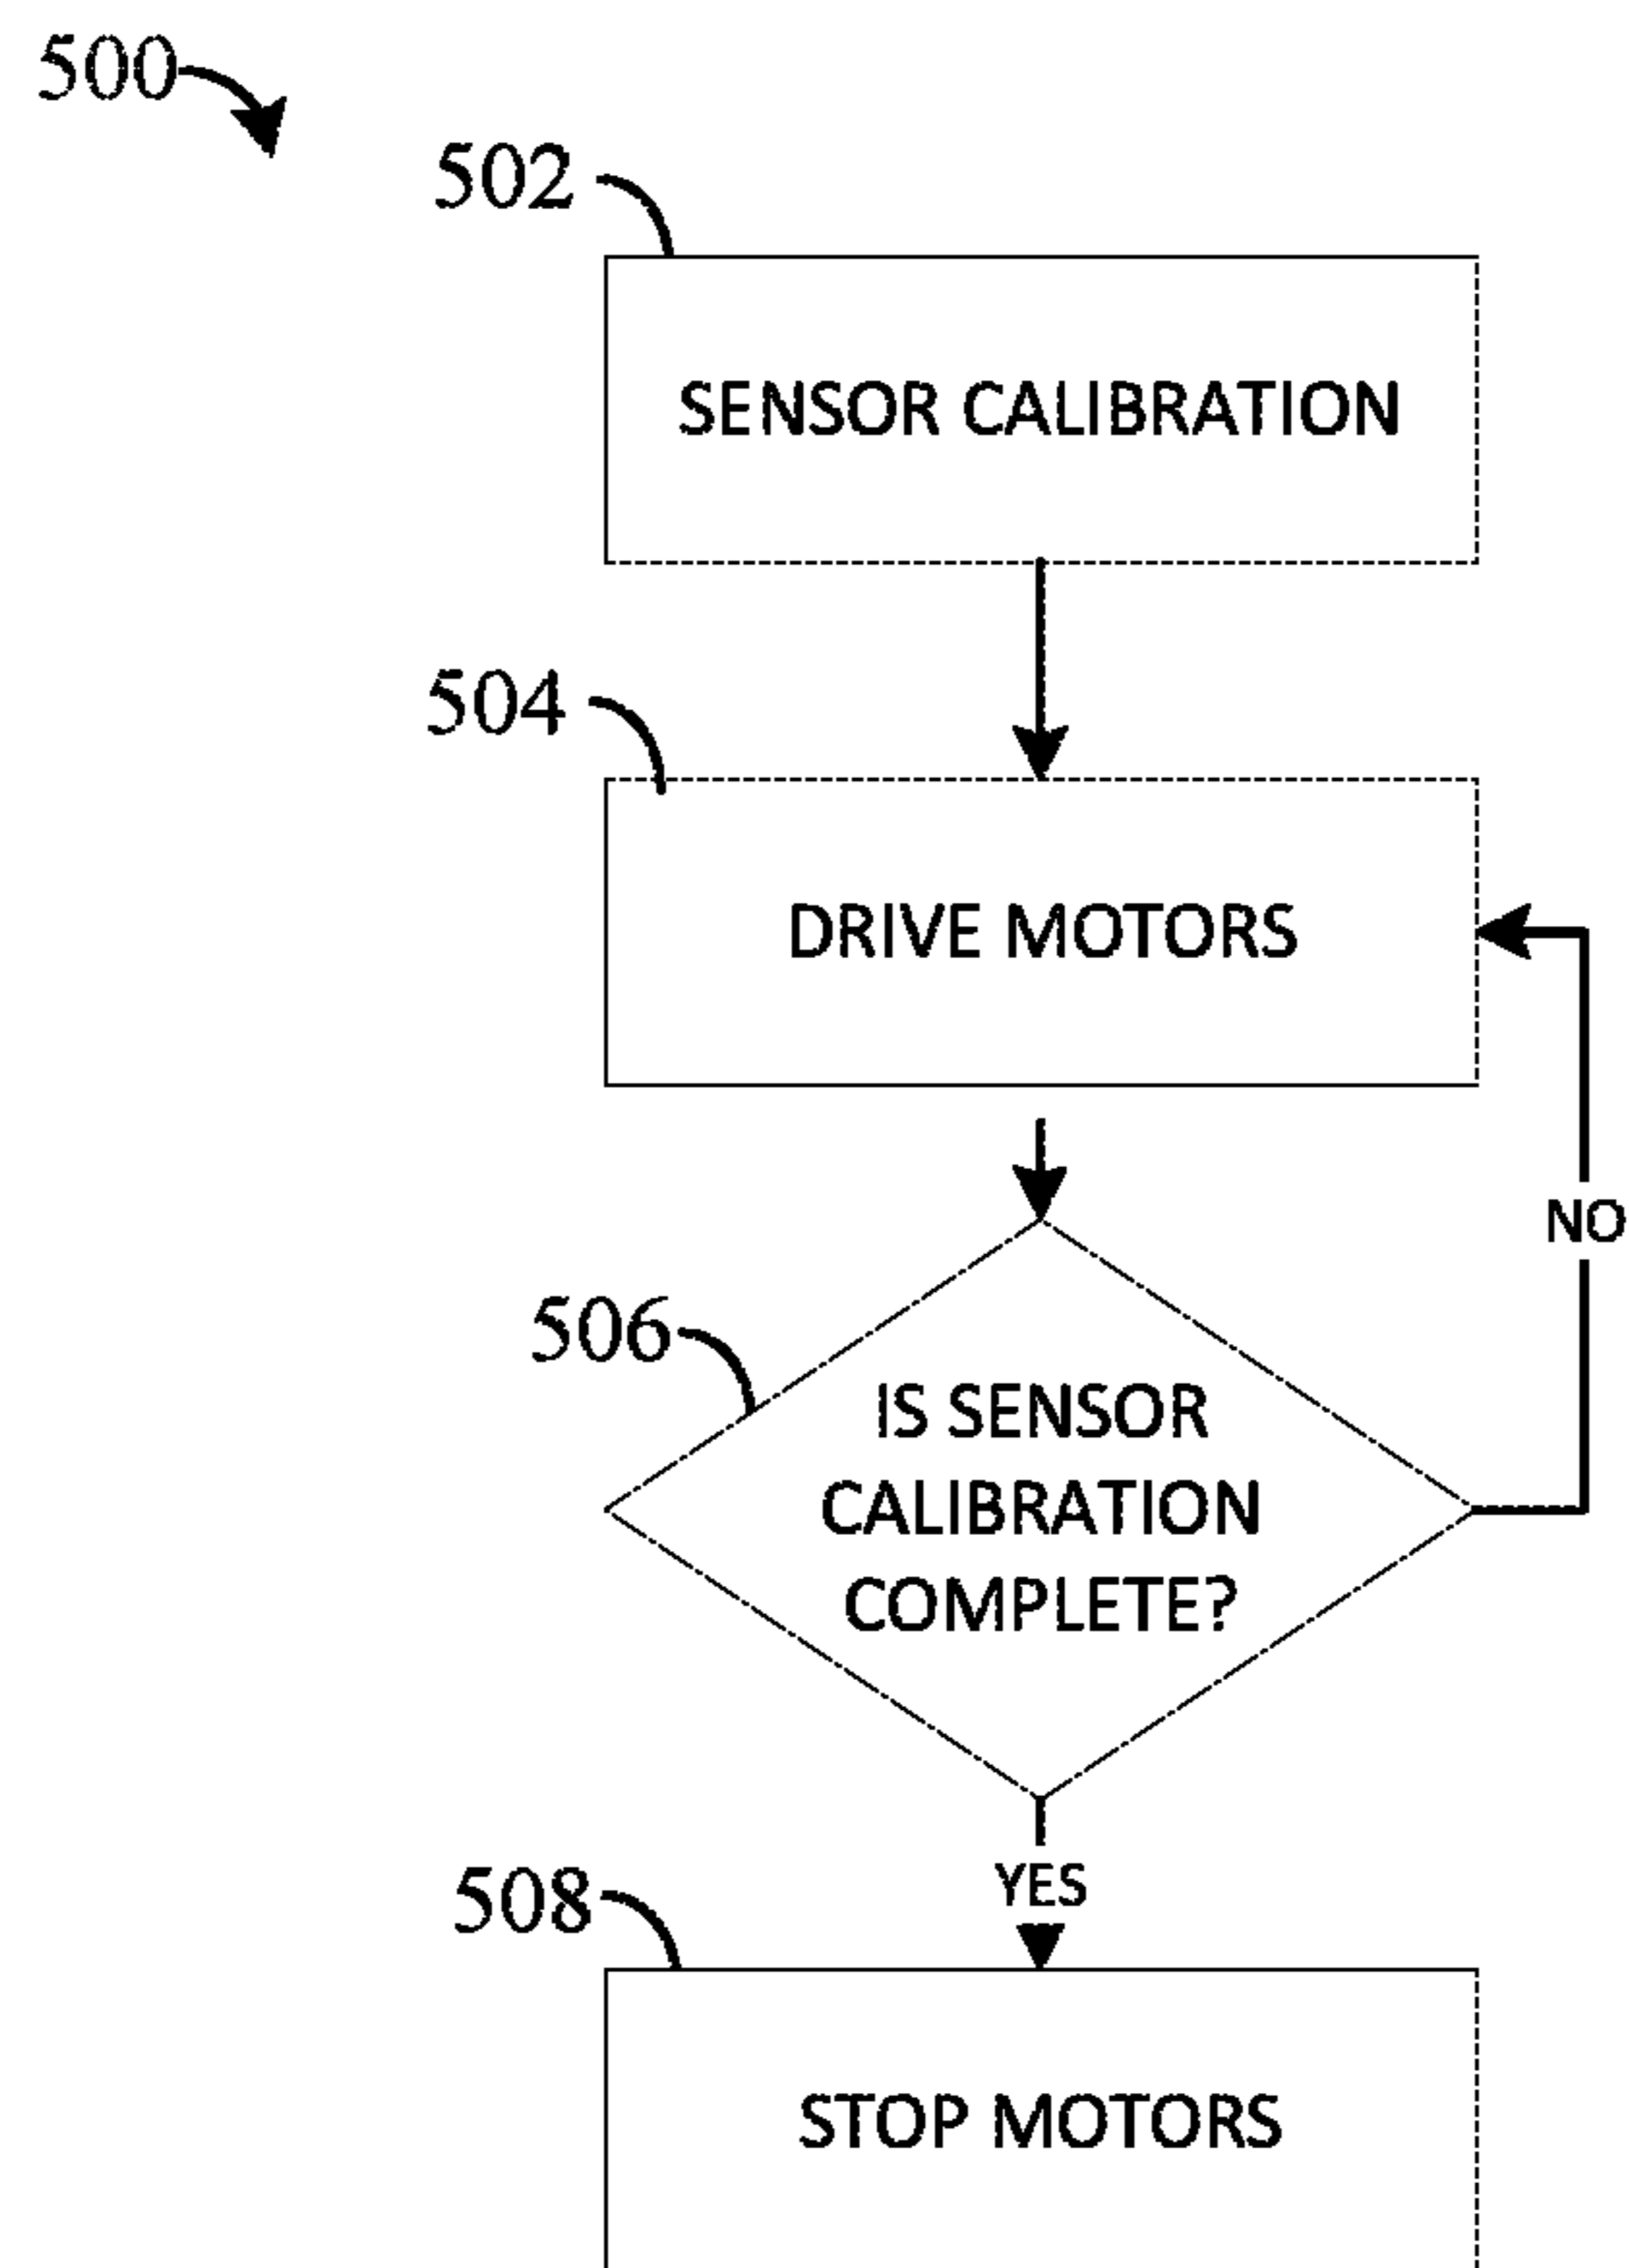 500
502
SENSOR CALIBRATION
504
DRIVE MOTORS
NO
506
IS SENSOR
CALIBRATION
COMPLETE?
YES
508
STOP MOTORS